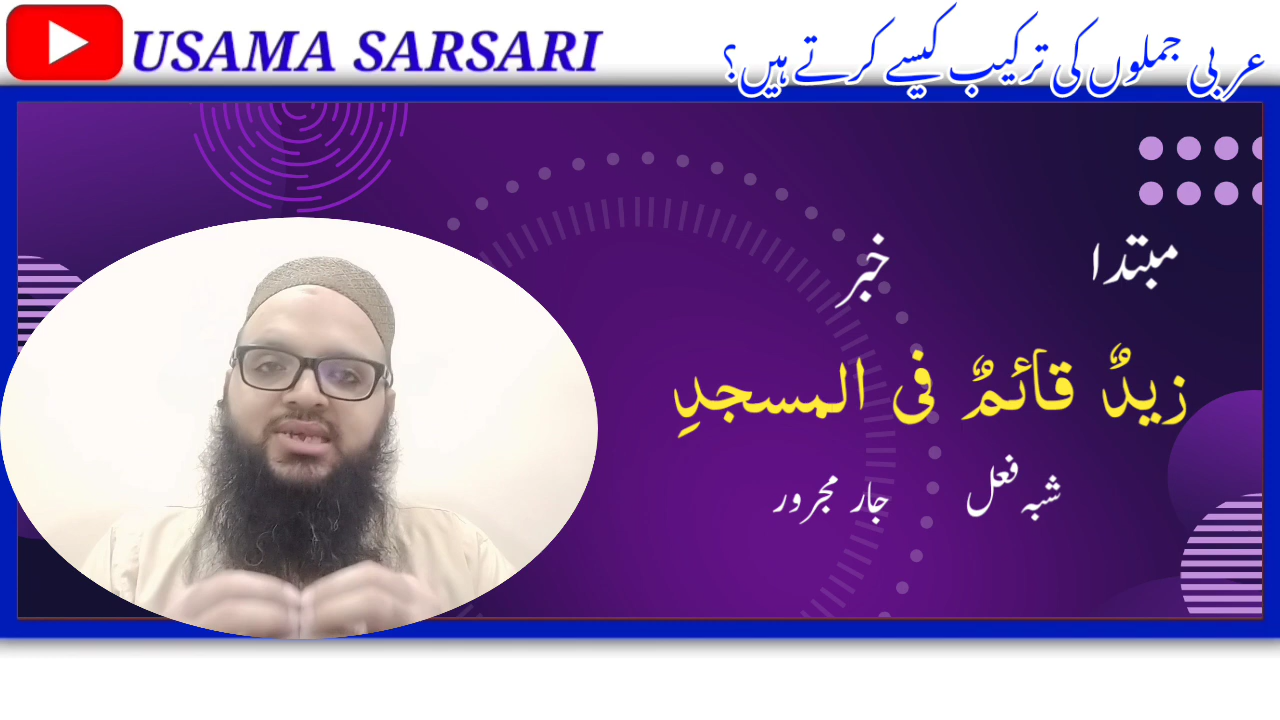 USAMA SARSARI
عربی جملوں کی ترکیب کیسے کرتے ہیں؟
مبتدا خبر
زیدٌ قائمٌ فی المسجدِ
شبہ فعل جار مجرور